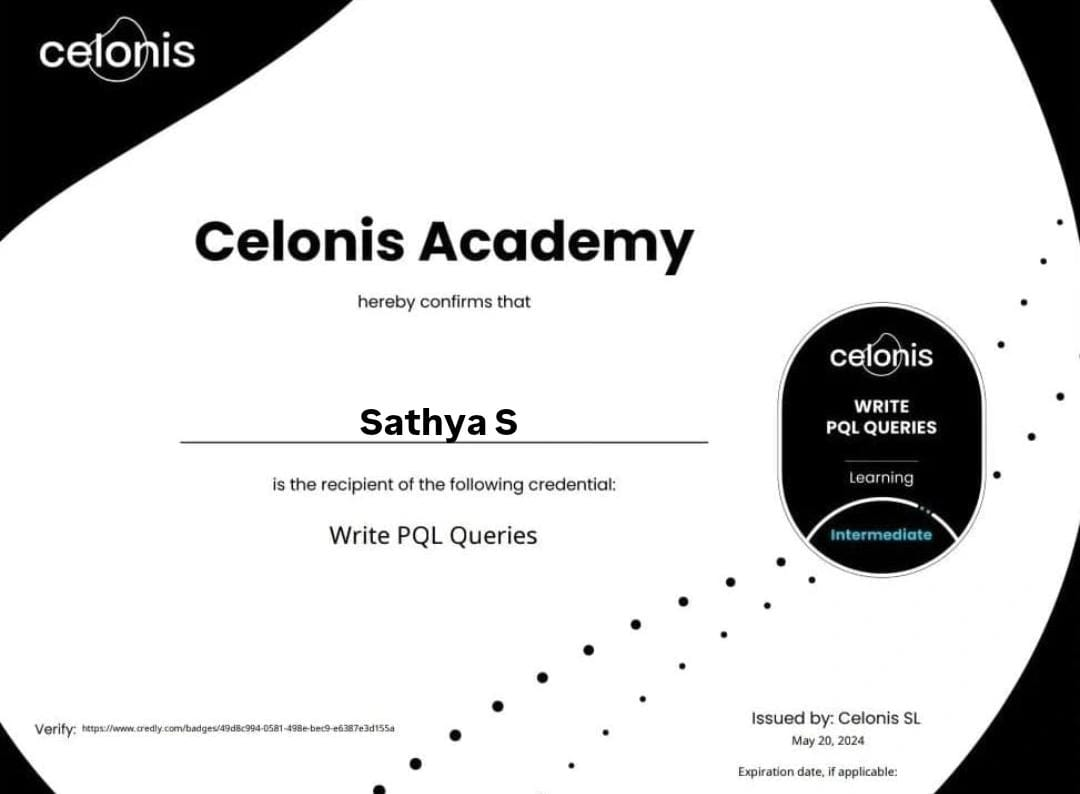 celonis
Celonis Academy
hereby confirms that
Sathya S
is the recipient of the following credential:
Write PQL Queries
celonis
WRITE
PQL QUERIES
Learning
Intermediate
Verify: https://www.credly.com/badges/49d8c994-0581-498e-bec9-e6387e3d155a
Issued by: Celonis SL
May 20, 2024
Expiration date, if applicable: